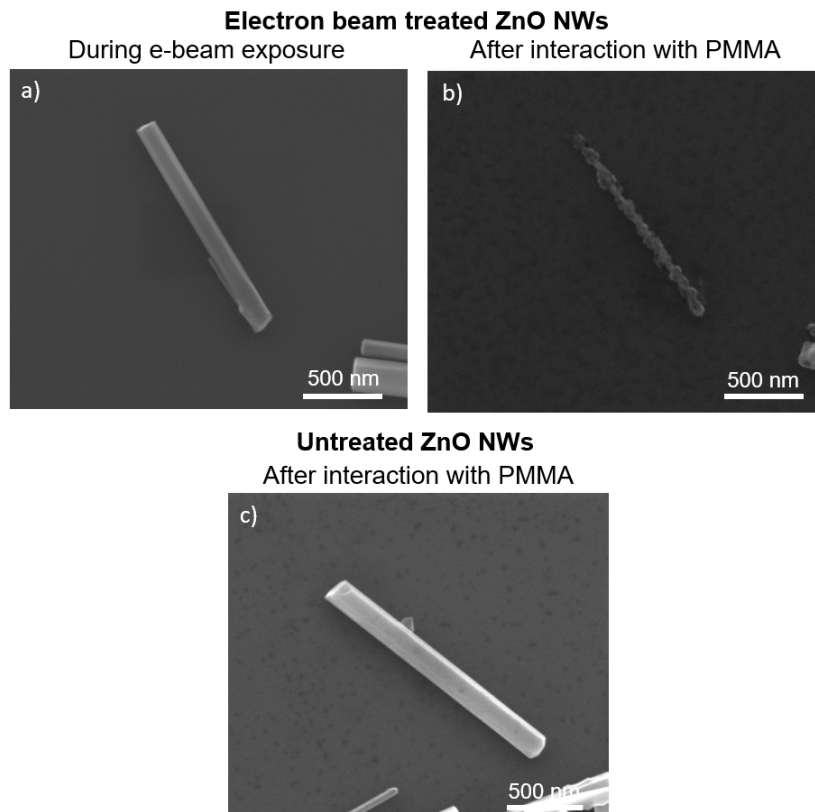 Electron beam treated ZnO NWs
During e-beam exposure
After interaction with PMMA
a)
b)
500 nm
500 nm
Untreated ZnO NWs
After interaction with PMMA
c)
500 nm